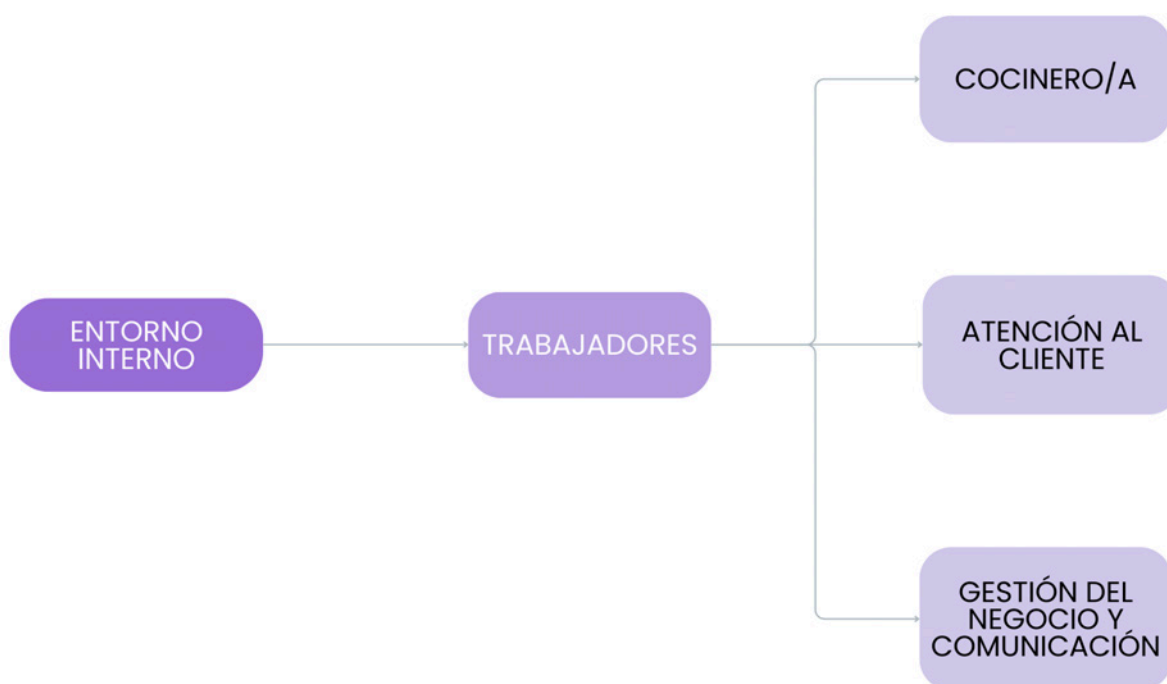 COCINERO/A
ENTORNO
INTERNO
TRABAJADORES
ATENCIÓN AL
CLIENTE
GESTIÓN DEL
NEGOCIO Y
COMUNICACIÓN